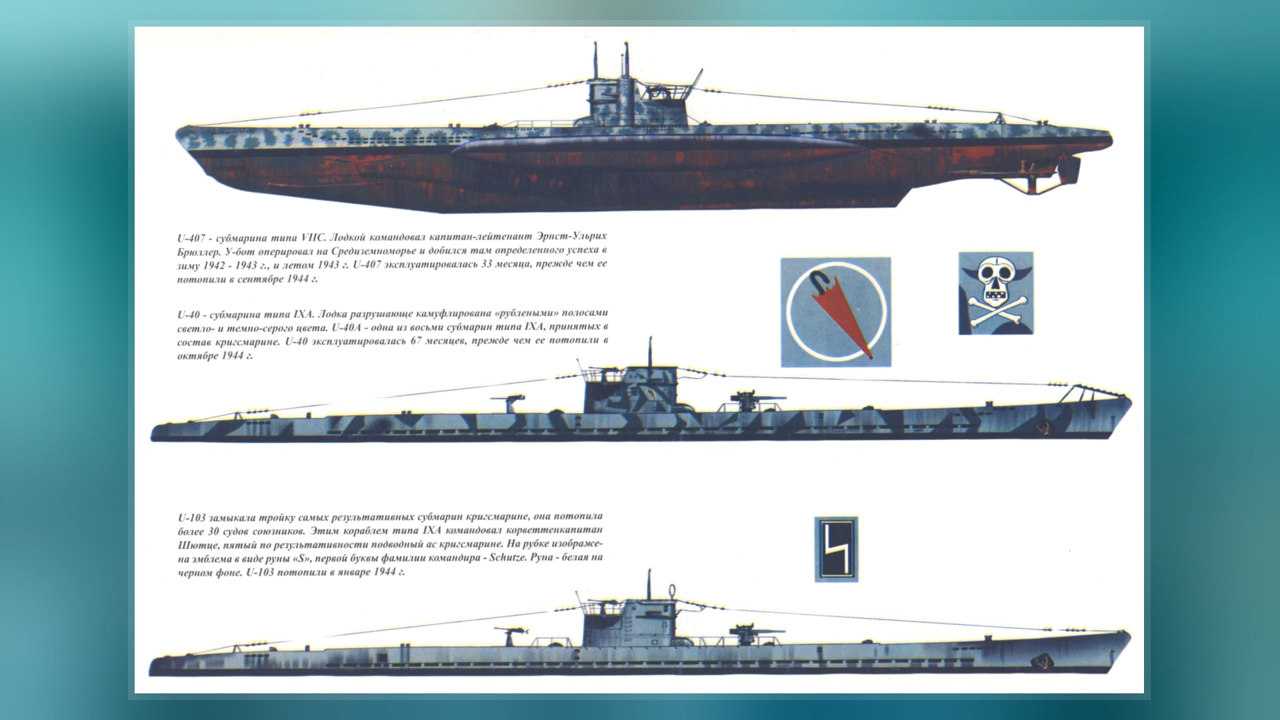 U-407 - субмарина типа VIIC. Лодкой командовал капитан-лейтенант Эрнст-Ульрих
Брюллер. У-бот оперировал на Средиземноморье и добился там определенного успеха в
зиму 1942 - 1943 г., и летом 1943 г. U-407 эксплуатировалась 33 месяца, прежде чем ее
потопили в сентябре 1944 г.
U-40 - субмарина типа IXA. Лодка разрушающе камуфлирована «рублеными» полосами
светло- и темно-серого цвета. U-40А - одна из восьми субмарин типа IXA, принятых в
состав кригсмарине. U-40 эксплуатировалась 67 месяцев, прежде чем ее потопили в
октябре 1944 г.
U-103 замыкала тройку самых результативных субмарин кригсмарине, она потопила
более 30 судов союзников. Этим кораблем типа IXA командовал корветтенкапитан
Шютце, пятый по результативности подводный ас кригсмарине. На рубке изображе-
на эмблема в виде руны «S», первой буквы фамилии командира - Schutze. Руна - белая на
черном фоне. U-103 потопили в январе 1944 г.